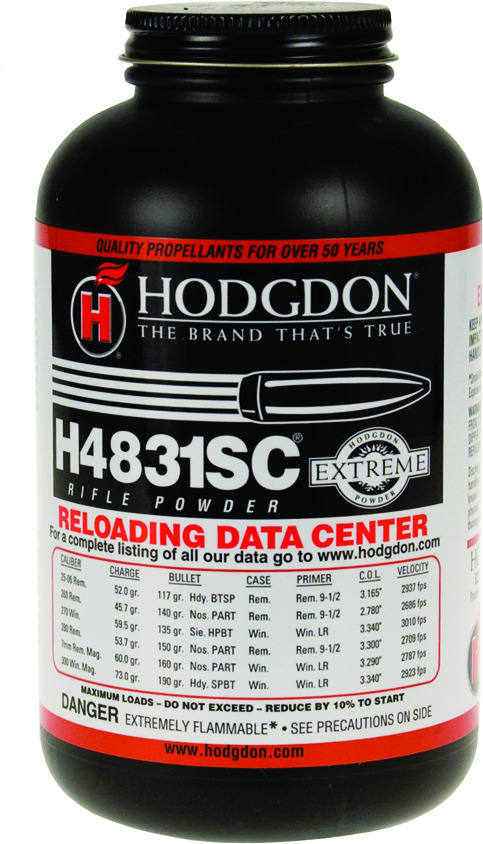 QUALITY PROPELLANTS FOR OVER 50 YEARS
H ®
HODGDON®
THE BRAND THAT'S TRUE
H4831SC®
RIFLE POWDER
HODGDON
EXTREME
POWDER
RELOADING DATA CENTER
For a complete listing of all our data go to www.hodgdon.com
CALIBER CHARGE BULLET CASE PRIMER C.O.L. VELOCITY
25-06 Rem. 52.0 gr. 117 gr. Hdy. BTSP Rem. Rem. 9-1/2 3.165" 2937 fps
260 Rem. 45.7 gr. 140 gr. Nos. PART Rem. Rem. 9-1/2 2.780" 2686 fps
270 Win. 59.5 gr. 135 gr. Sie. HPBT Win. Win. LR 3.340" 3010 fps
280 Rem. 53.7 gr. 150 gr. Nos. PART Rem. Rem. 9-1/2 3.300" 2709 fps
7mm Rem. Mag. 60.0 gr. 160 gr. Nos. PART Win. Win. LR 3.290" 2787 fps
300 Win. Mag. 73.0 gr. 190 gr. Hdy. SPBT Win. Win. LR 3.340" 2923 fps
MAXIMUM LOADS – DO NOT EXCEED – REDUCE BY 10% TO START
DANGER EXTREMELY FLAMMABLE* • SEE PRECAUTIONS ON SIDE
www.hodgdon.com